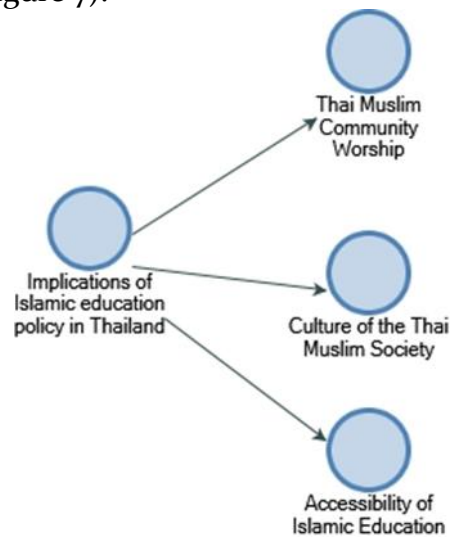 Thai Muslim
Community
Worship
Implications of
Islamic education
policy in Thailand
Culture of the Thai
Muslim Society
Accessibility of
Islamic Education